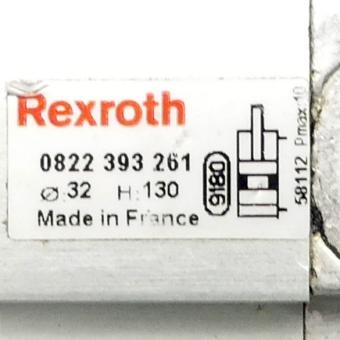 Rexroth
0822 393 261
Ø:32 H:130
Made in France
9180
58112 Pmax:10